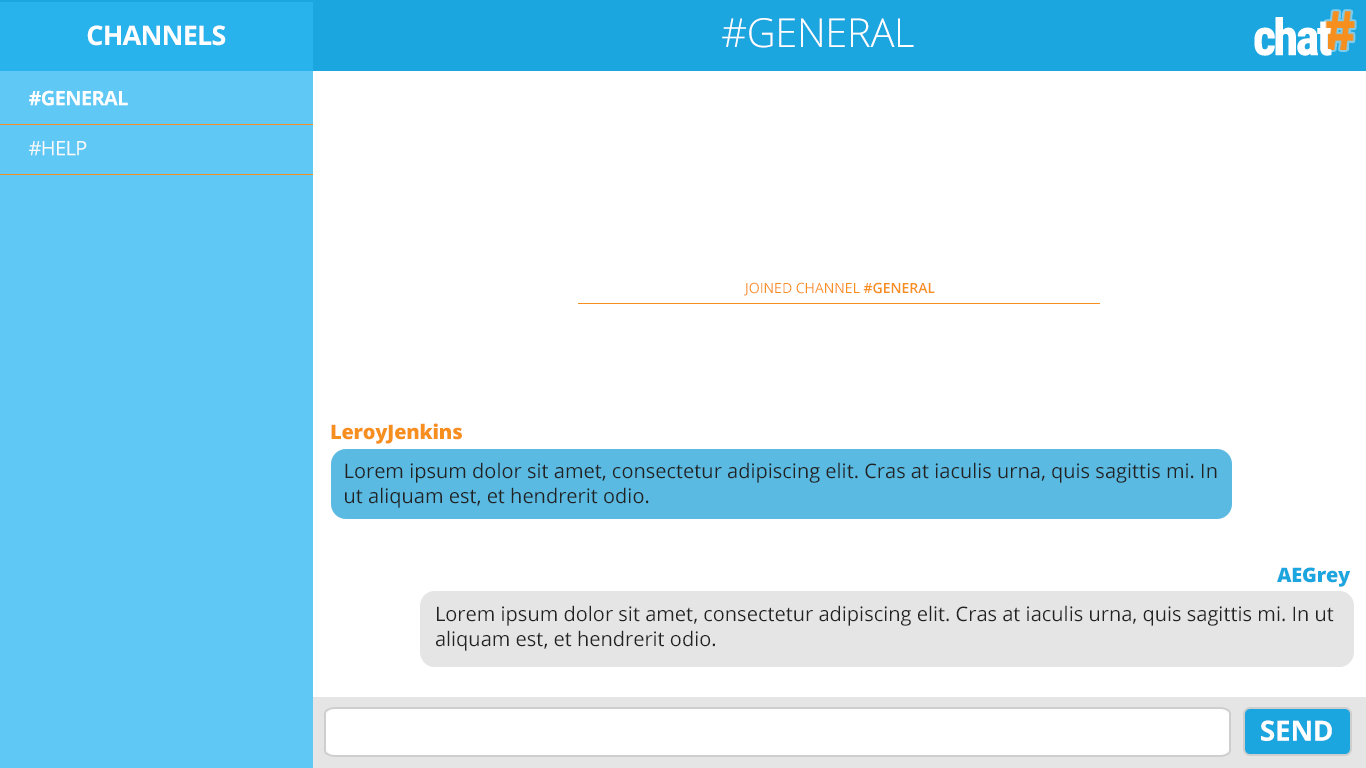 CHANNELS
#GENERAL
chat#
#GENERAL
#HELP
JOINED CHANNEL #GENERAL
LeroyJenkins
Lorem ipsum dolor sit amet, consectetur adipiscing elit. Cras at iaculis urna, quis sagittis mi. In
ut aliquam est, et hendrerit odio.
AEGrey
Lorem ipsum dolor sit amet, consectetur adipiscing elit. Cras at iaculis urna, quis sagittis mi. In ut
aliquam est, et hendrerit odio.
SEND